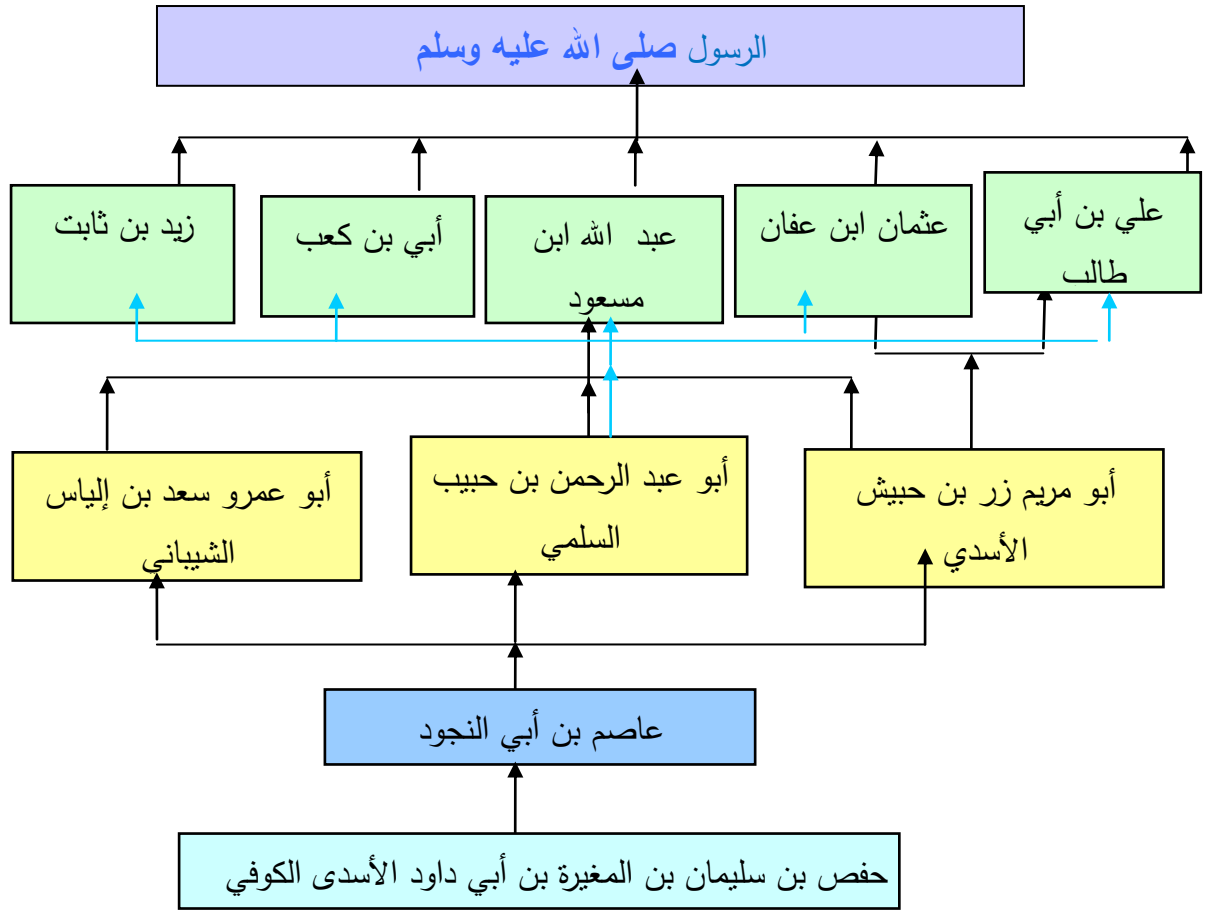 الرسول صلى الله عليه وسلم
علي بن أبي
طالب
عثمان ابن عفان
عبد الله ابن
مسعود
أبي بن كعب
زيد بن ثابت
أبو مريم زر بن حبيش
الأسدي
أبو عبد الرحمن بن حبيب
السلمي
أبو عمرو سعد بن إلياس
الشيباني
عاصم بن أبي النجود
حفص بن سليمان بن المغيرة بن أبي داود الأسدى الكوفي